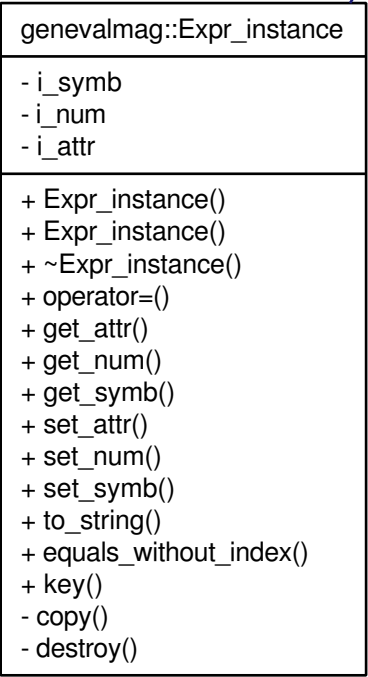 genevalmag::Expr_instance
- i_symb
- i_num
- i_attr
+ Expr_instance()
+ Expr_instance()
+ ~Expr_instance()
+ operator=()
+ get_attr()
+ get_num()
+ get_symb()
+ set_attr()
+ set_num()
+ set_symb()
+ to_string()
+ equals_without_index()
+ key()
- copy()
- destroy()